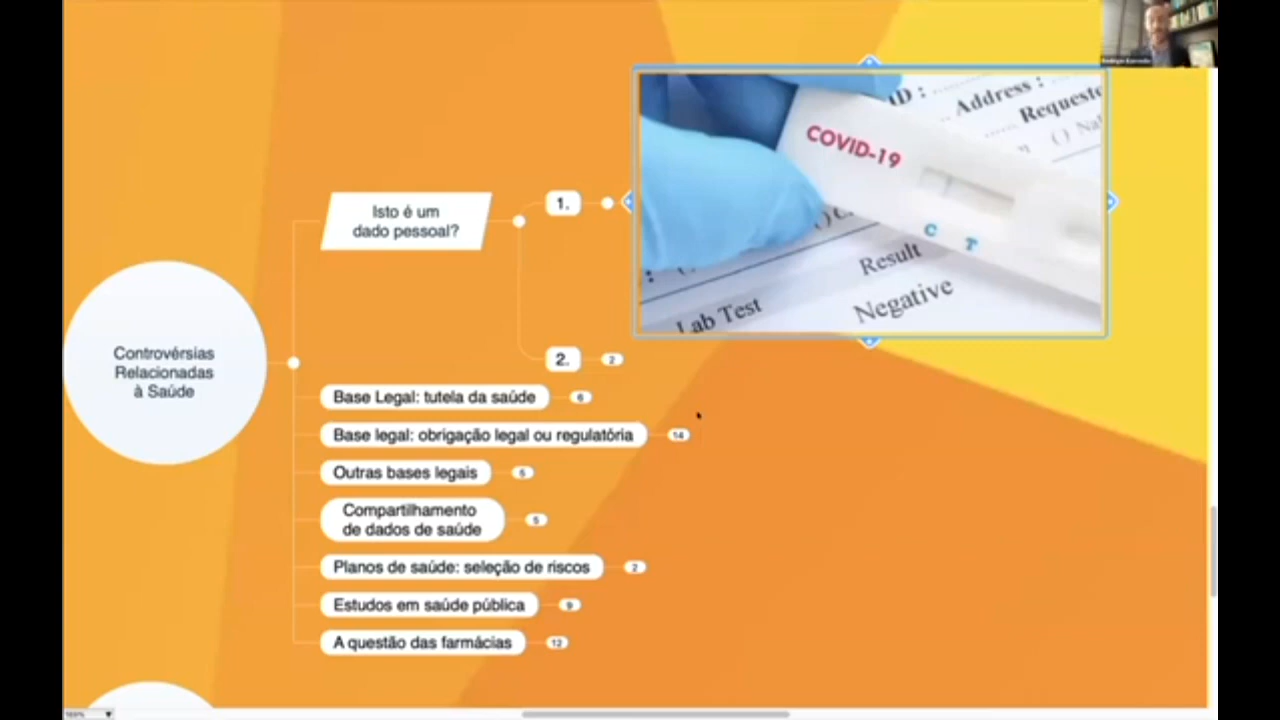 Controvérsias
Relacionadas
à Saúde
Isto é um
dado pessoal?
1.
COVID-19
ID :
Address :
C
T
Result
Lab Test
Negative
2.
2
Base Legal: tutela da saúde
6
Base legal: obrigação legal ou regulatória
14
Outras bases legais
Compartilhamento
de dados de saúde
5
Planos de saúde: seleção de riscos
2
Estudos em saúde pública
9
A questão das farmácias
12